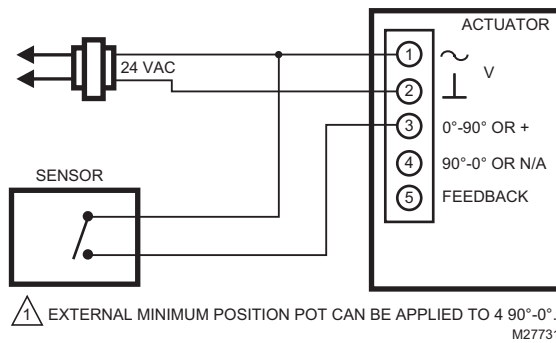 ACTUATOR
24 VAC
1
V
2
3 0°-90° OR +
4 90°-0° OR N/A
5 FEEDBACK
SENSOR
1 EXTERNAL MINIMUM POSITION POT CAN BE APPLIED TO 4 90°-0°.
M27731